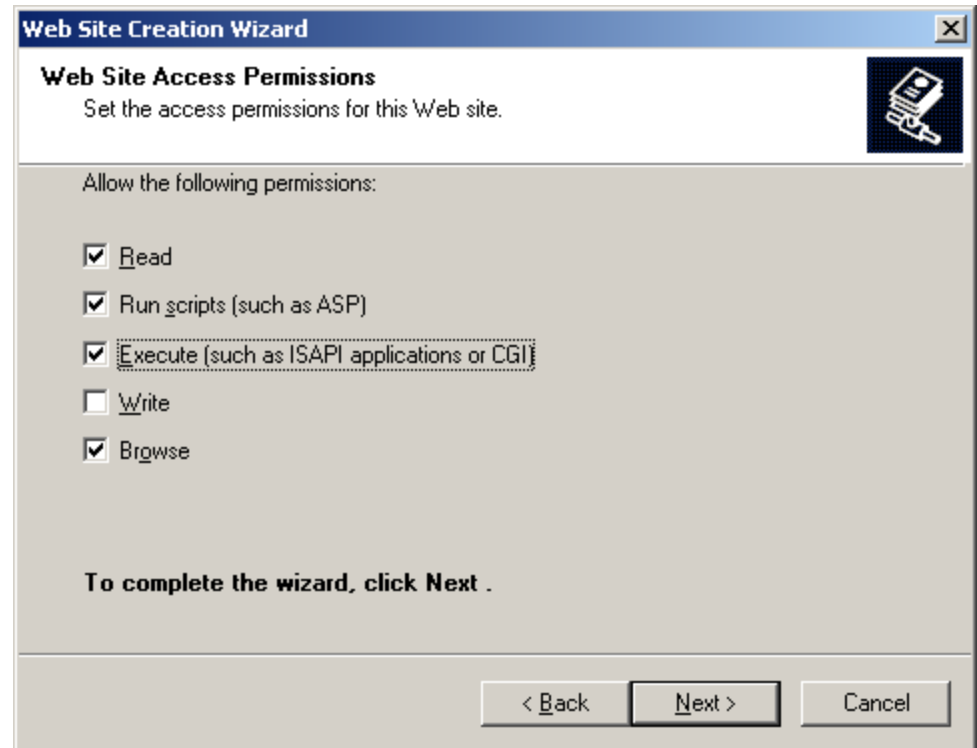 Web Site Creation Wizard
Web Site Access Permissions
Set the access permissions for this Web site.
Allow the following permissions:
Read
Run scripts (such as ASP)
Execute (such as ISAPI applications or CGI)
Write
Browse
To complete the wizard, click Next .
< Back Next > Cancel